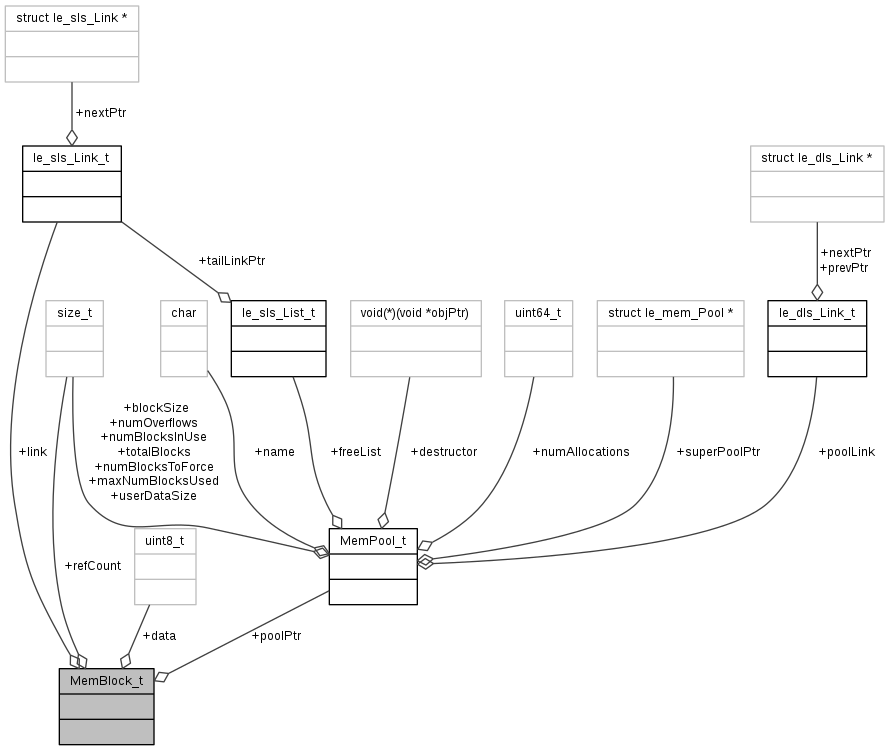 struct le_sls_Link *
+nextPtr
le_sls_Link_t
struct le_dls_Link *
+tailLinkPtr
+nextPtr
+prevPtr
size_t
char
le_sls_List_t
void(*)(void *objPtr)
uint64_t
struct le_mem_Pool *
le_dls_Link_t
+link
+blockSize
+numOverflows
+numBlocksInUse
+totalBlocks
+numBlocksToForce
+maxNumBlocksUsed
+userDataSize
+name
+freeList
+destructor
+numAllocations
+superPoolPtr
+poolLink
uint8_t
MemPool_t
+refCount
+data
+poolPtr
MemBlock_t